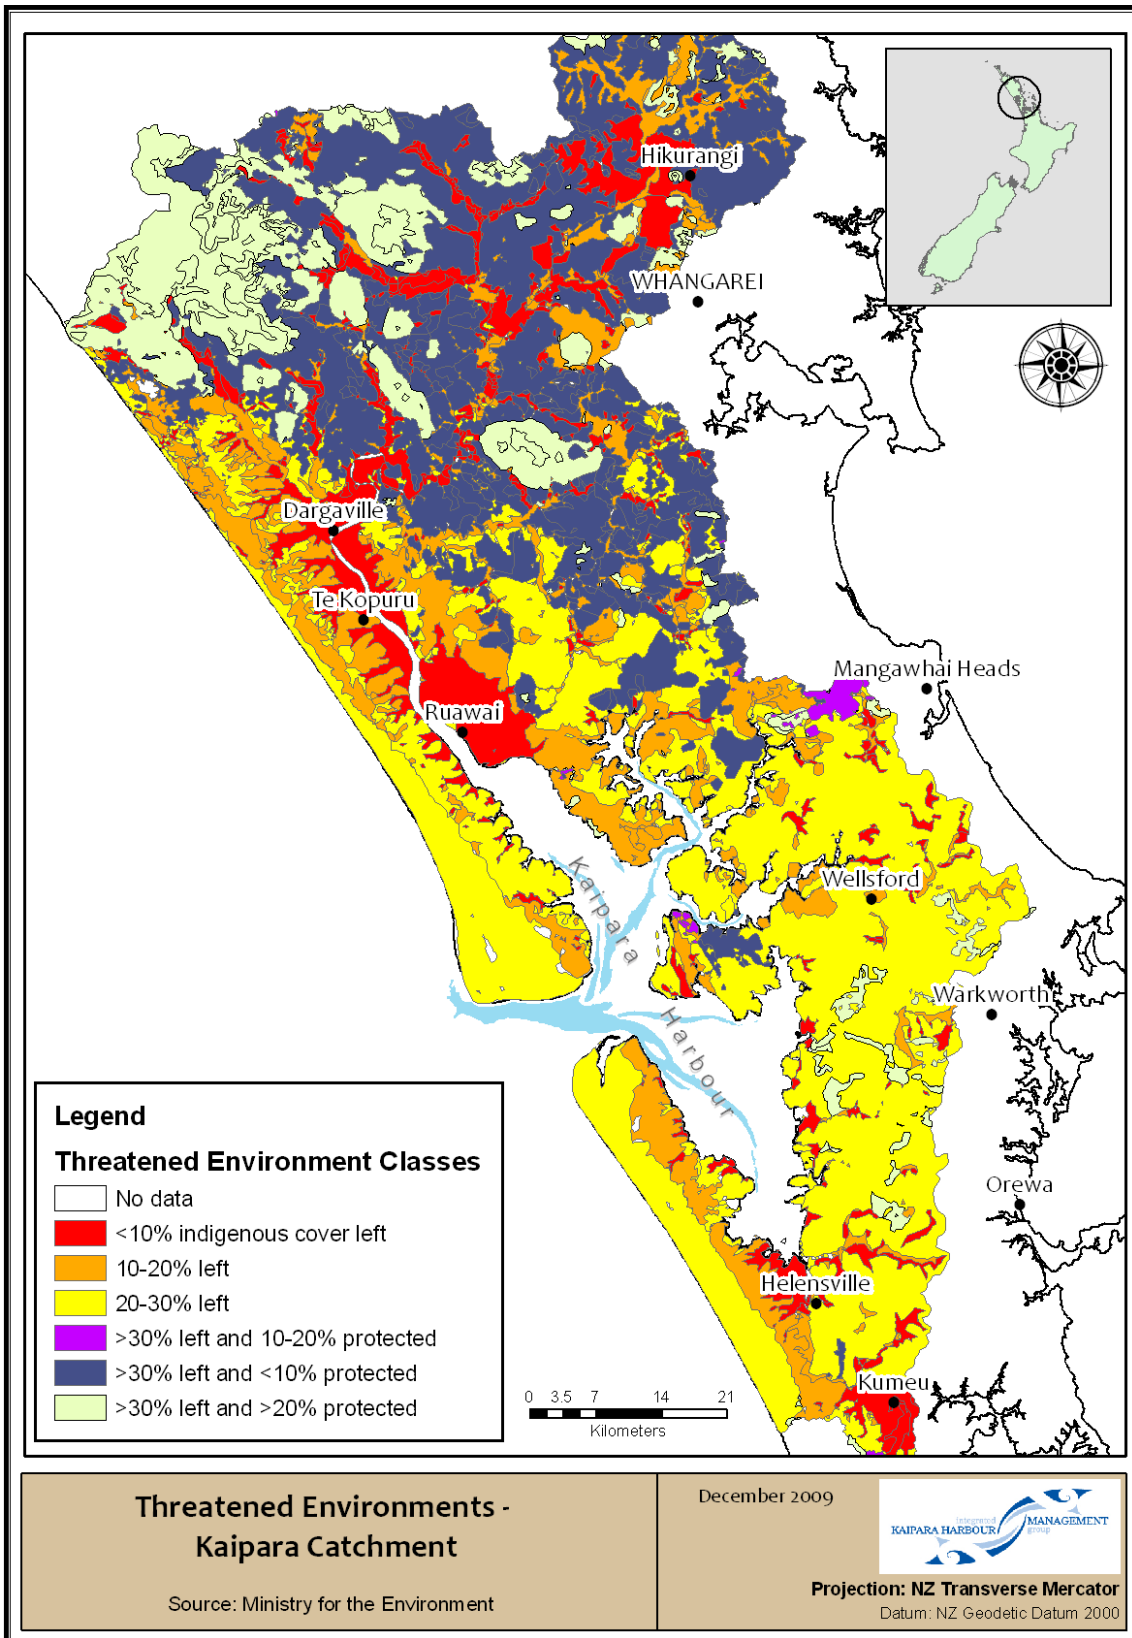 Hikurangi
WHANGAREI
Dargaville
Te Kopuru
Mangawhai Heads
Ruawai
Kaipara
Wellsford
Warkworth
Harbour
Orewa
Helensville
Kumeu
Legend
Threatened Environment Classes
No data
<10% indigenous cover left
10-20% left
20-30% left
>30% left and 10-20% protected
>30% left and <10% protected
>30% left and >20% protected
0 3.5 7 14 21
Kilometers
Threatened Environments -
Kaipara Catchment
Source: Ministry for the Environment
December 2009
integrated
KAIPARA HARBOUR MANAGEMENT
group
Projection: NZ Transverse Mercator
Datum: NZ Geodetic Datum 2000